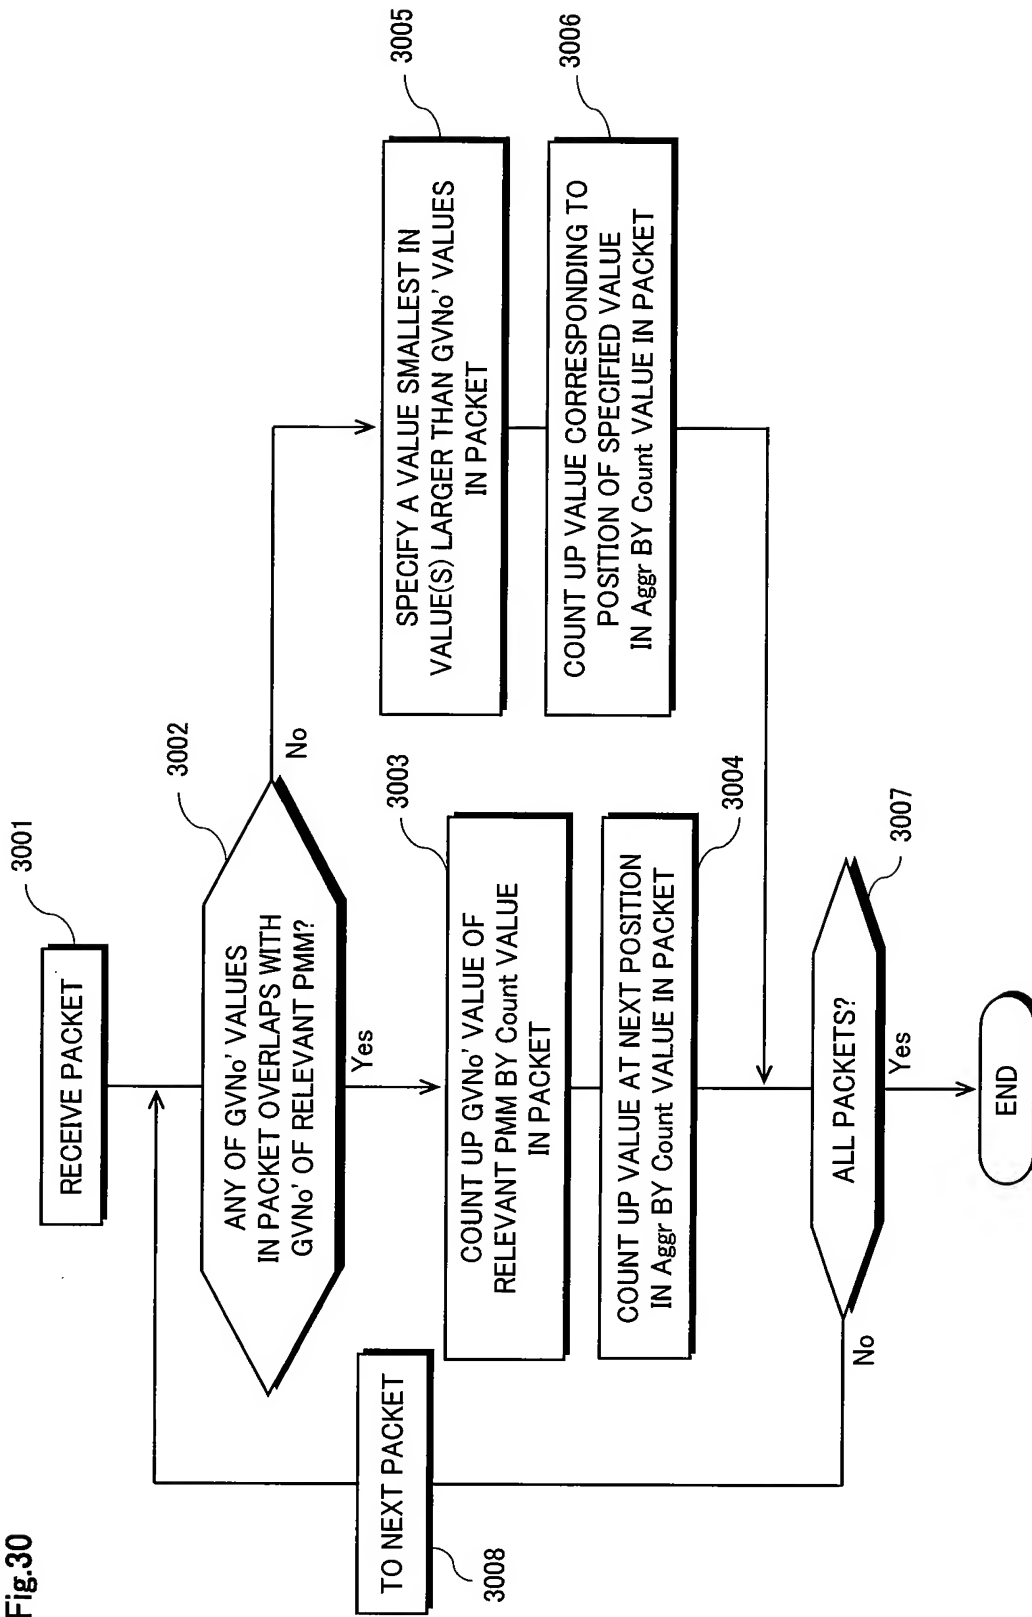 Fig.30
RECEIVE PACKET
3001
ANY OF GVNo' VALUES
IN PACKET OVERLAPS WITH
GVNo' OF RELEVANT PMM?
3002
No
Yes
COUNT UP GVNo' VALUE OF
RELEVANT PMM BY Count VALUE
IN PACKET
3003
COUNT UP VALUE AT NEXT POSITION
IN Aggr BY Count VALUE IN PACKET
3004
SPECIFY A VALUE SMALLEST IN
VALUE(S) LARGER THAN GVNo' VALUES
IN PACKET
3005
COUNT UP VALUE CORRESPONDING TO
POSITION OF SPECIFIED VALUE
IN Aggr BY Count VALUE IN PACKET
3006
ALL PACKETS?
3007
No
Yes
TO NEXT PACKET
3008
END